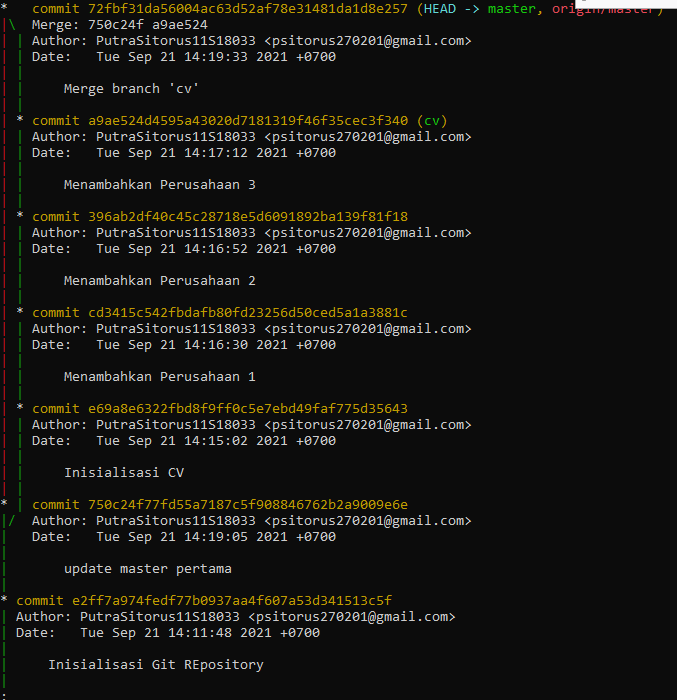 * commit 72fbf31da56004ac63d52af78e31481da1d8e257 (HEAD -> master, origin/master)
|\ Merge: 750c24f a9ae524
| | Author: PutraSitorus11S18033 <psitorus270201@gmail.com>
| | Date: Tue Sep 21 14:19:33 2021 +0700
| |
| | Merge branch 'cv'
| |
| * commit a9ae524d4595a43020d7181319f46f35cec3f340 (cv)
| | Author: PutraSitorus11S18033 <psitorus270201@gmail.com>
| | Date: Tue Sep 21 14:17:12 2021 +0700
| |
| | Menambahkan Perusahaan 3
| |
| * commit 396ab2df40c45c28718e5d6091892ba139f81f18
| | Author: PutraSitorus11S18033 <psitorus270201@gmail.com>
| | Date: Tue Sep 21 14:16:52 2021 +0700
| |
| | Menambahkan Perusahaan 2
| |
| * commit cd3415c542fbdafb80fd23256d50ced5a1a3881c
| | Author: PutraSitorus11S18033 <psitorus270201@gmail.com>
| | Date: Tue Sep 21 14:16:30 2021 +0700
| |
| | Menambahkan Perusahaan 1
| |
| * commit e69a8e6322fbd8f9ff0c5e7ebd49faf775d35643
| | Author: PutraSitorus11S18033 <psitorus270201@gmail.com>
| | Date: Tue Sep 21 14:15:02 2021 +0700
| |
| | Inisialisasi CV
| |
* | commit 750c24f77fd55a7187c5f908846762b2a9009e6e
|/ Author: PutraSitorus11S18033 <psitorus270201@gmail.com>
| Date: Tue Sep 21 14:19:05 2021 +0700
|
| update master pertama
|
* commit e2ff7a974fedf77b0937aa4f607a53d341513c5f
| Author: PutraSitorus11S18033 <psitorus270201@gmail.com>
| Date: Tue Sep 21 14:11:48 2021 +0700
|
| Inisialisasi Git REpository
|
: